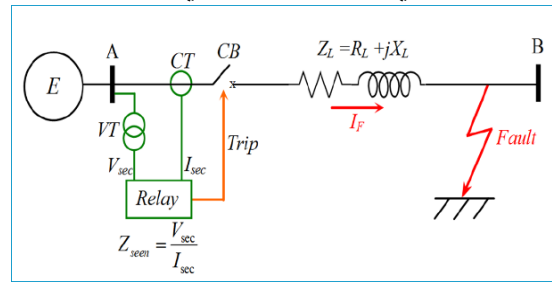 A
CT
CB
Z_L =R_L +jX_L
B
E
x
I_F
VT
Trip
Fault
V_sec
I_sec
Relay
Z_seen = V_sec / I_sec